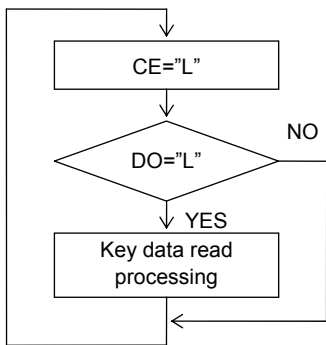 CE=”L”
NO
DO=”L”
YES
Key data read
processing